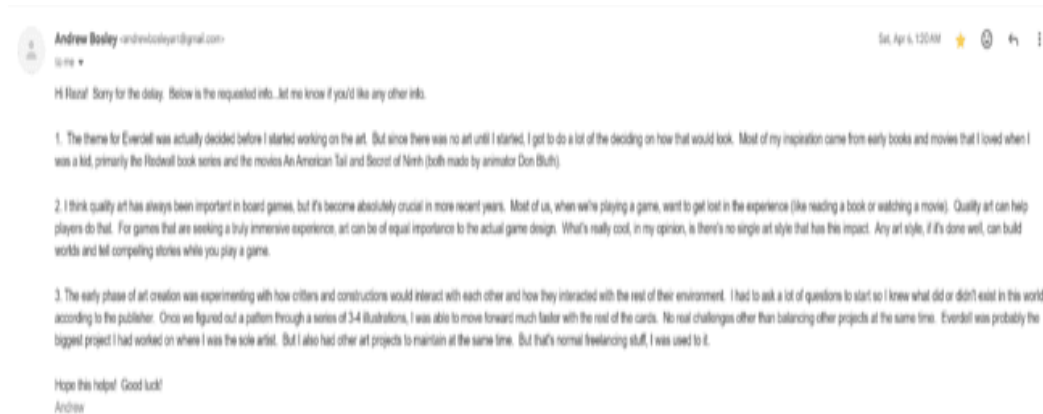 Andrew Bosley <andrewbosleyart@gmail.com>
Sat, Apr 6, 1:20 AM
to me
Hi Reza! Sorry for the delay. Below is the requested info...let me know if you'd like any other info.
1. The theme for Everdell was actually decided before I started working on the art. But since there was no art until I started, I got to do a lot of the deciding on how that would look. Most of my inspiration came from early books and movies that I loved when I
was a kid, primarily the Redwall book series and the movies An American Tail and Secret of Nimh (both made by animator Don Bluth).
2. I think quality art has always been important in board games, but it's become absolutely crucial in more recent years. Most of us, when we're playing a game, want to get lost in the experience (like reading a book or watching a movie). Quality art can help
players do that. For games that are seeking a truly immersive experience, art can be of equal importance to the actual game design. What's really cool, in my opinion, is there's no single art style that has this impact. Any art style, if it's done well, can build
worlds and tell compelling stories while you play a game.
3. The early phase of art creation was experimenting with how critters and constructions would interact with each other and how they interacted with the rest of their environment. I had to ask a lot of questions to start so I knew what did or didn't exist in this world
according to the publisher. Once we figured out a pattern through a series of 3-4 illustrations, I was able to move forward much faster with the rest of the cards. No real challenges other than balancing other projects at the same time. Everdell was probably the
biggest project I had worked on where I was the sole artist. But I also had other art projects to maintain at the same time. But that's normal freelancing stuff, I was used to it.
Hope this helps! Good luck!
Andrew